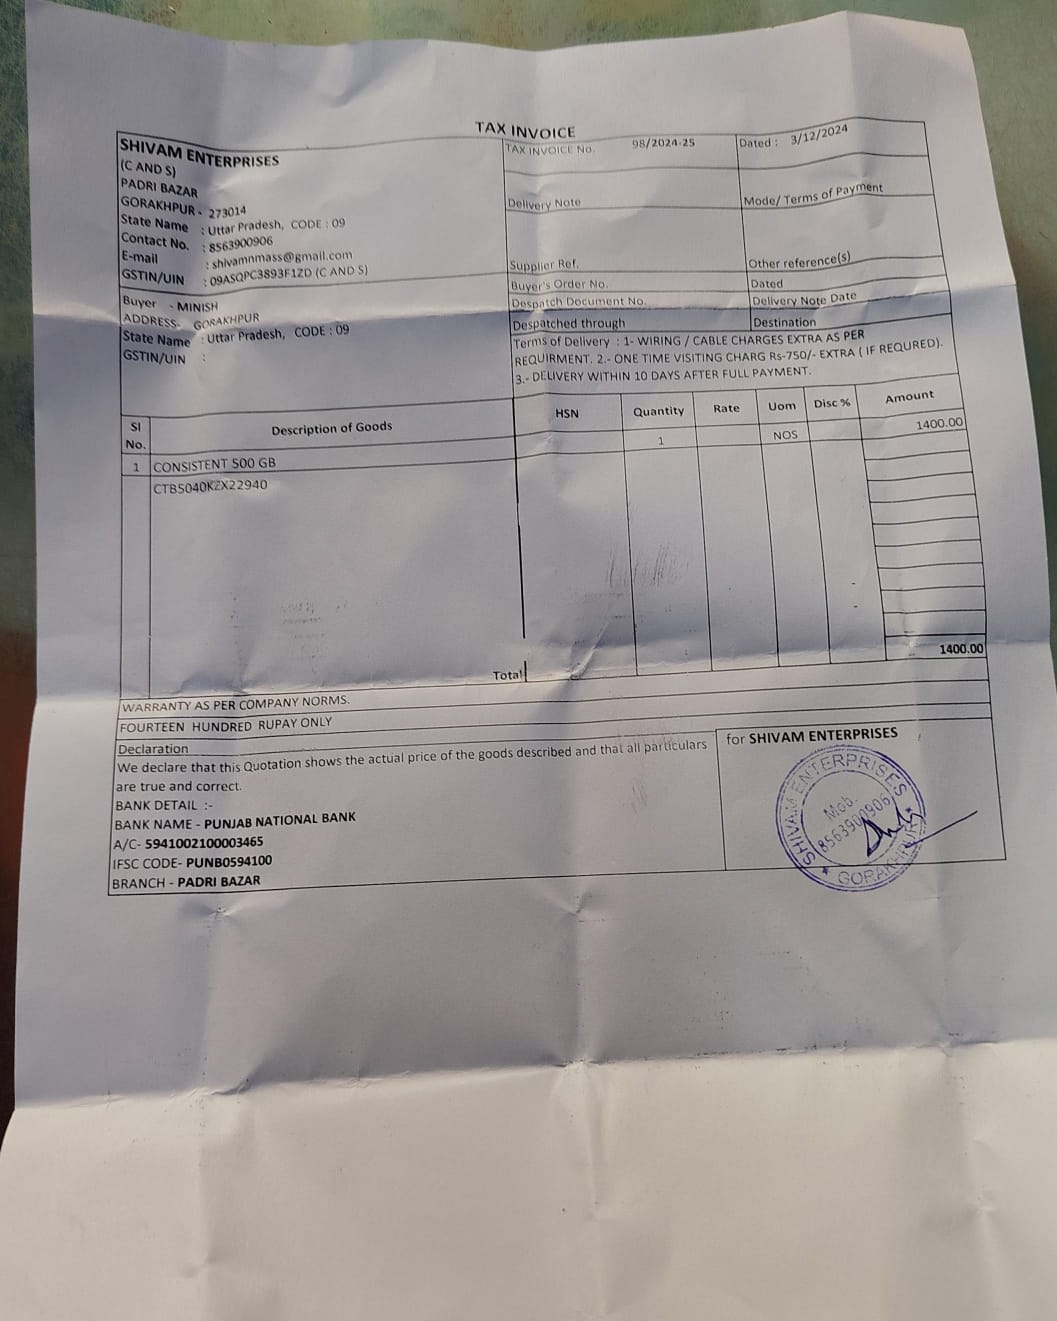 TAX INVOICE
SHIVAM ENTERPRISES
(C AND S)
PADRI BAZAR
GORAKHPUR - 273014
State Name : Uttar Pradesh, CODE : 09
Contact No. : 8563900906
E-mail : shivamnmass@gmail.com
GSTIN/UIN : 09ASQPC3893F1ZD (C AND S)
TAX INVOICE No. 98/2024-25
Dated : 3/12/2024
Delivery Note
Mode/ Terms of Payment
Supplier Ref.
Other reference(s)
Buyer's Order No.
Dated
Despatch Document No.
Delivery Note Date
Despatched through
Destination
Buyer - MINISH
ADDRESS- GORAKHPUR
State Name : Uttar Pradesh, CODE : 09
GSTIN/UIN :
Terms of Delivery : 1- WIRING / CABLE CHARGES EXTRA AS PER
REQUIRMENT. 2.- ONE TIME VISITING CHARG Rs-750/- EXTRA ( IF REQURED).
3.- DELIVERY WITHIN 10 DAYS AFTER FULL PAYMENT.
SI No. Description of Goods HSN Quantity Rate Uom Disc % Amount
1 CONSISTENT 500 GB 1 NOS 1400.00
CTB5040KZX22940
Total 1400.00
WARRANTY AS PER COMPANY NORMS.
FOURTEEN HUNDRED RUPAY ONLY
Declaration
We declare that this Quotation shows the actual price of the goods described and that all particulars
are true and correct.
BANK DETAIL :-
BANK NAME - PUNJAB NATIONAL BANK
A/C- 5941002100003465
IFSC CODE- PUNB0594100
BRANCH - PADRI BAZAR
for SHIVAM ENTERPRISES
SHIVAM ENTERPRISES
Mob.
8563900906
GORAKHPUR